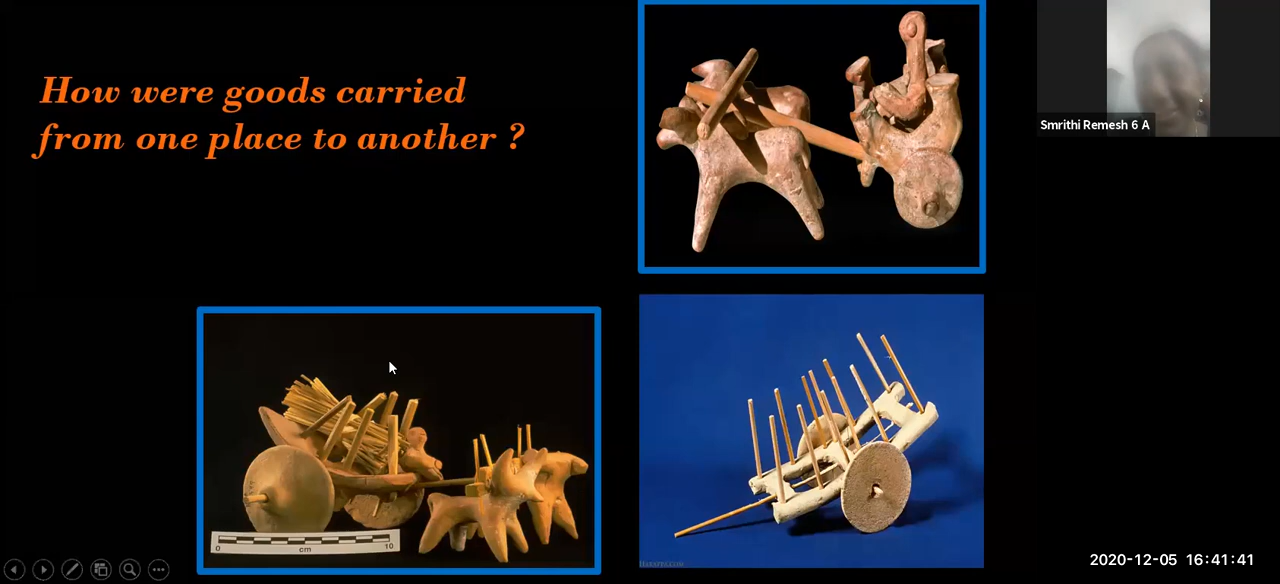 How were goods carried
from one place to another ?
Smrithi Remesh 6 A
0 cm 10
2020-12-05 16:41:41